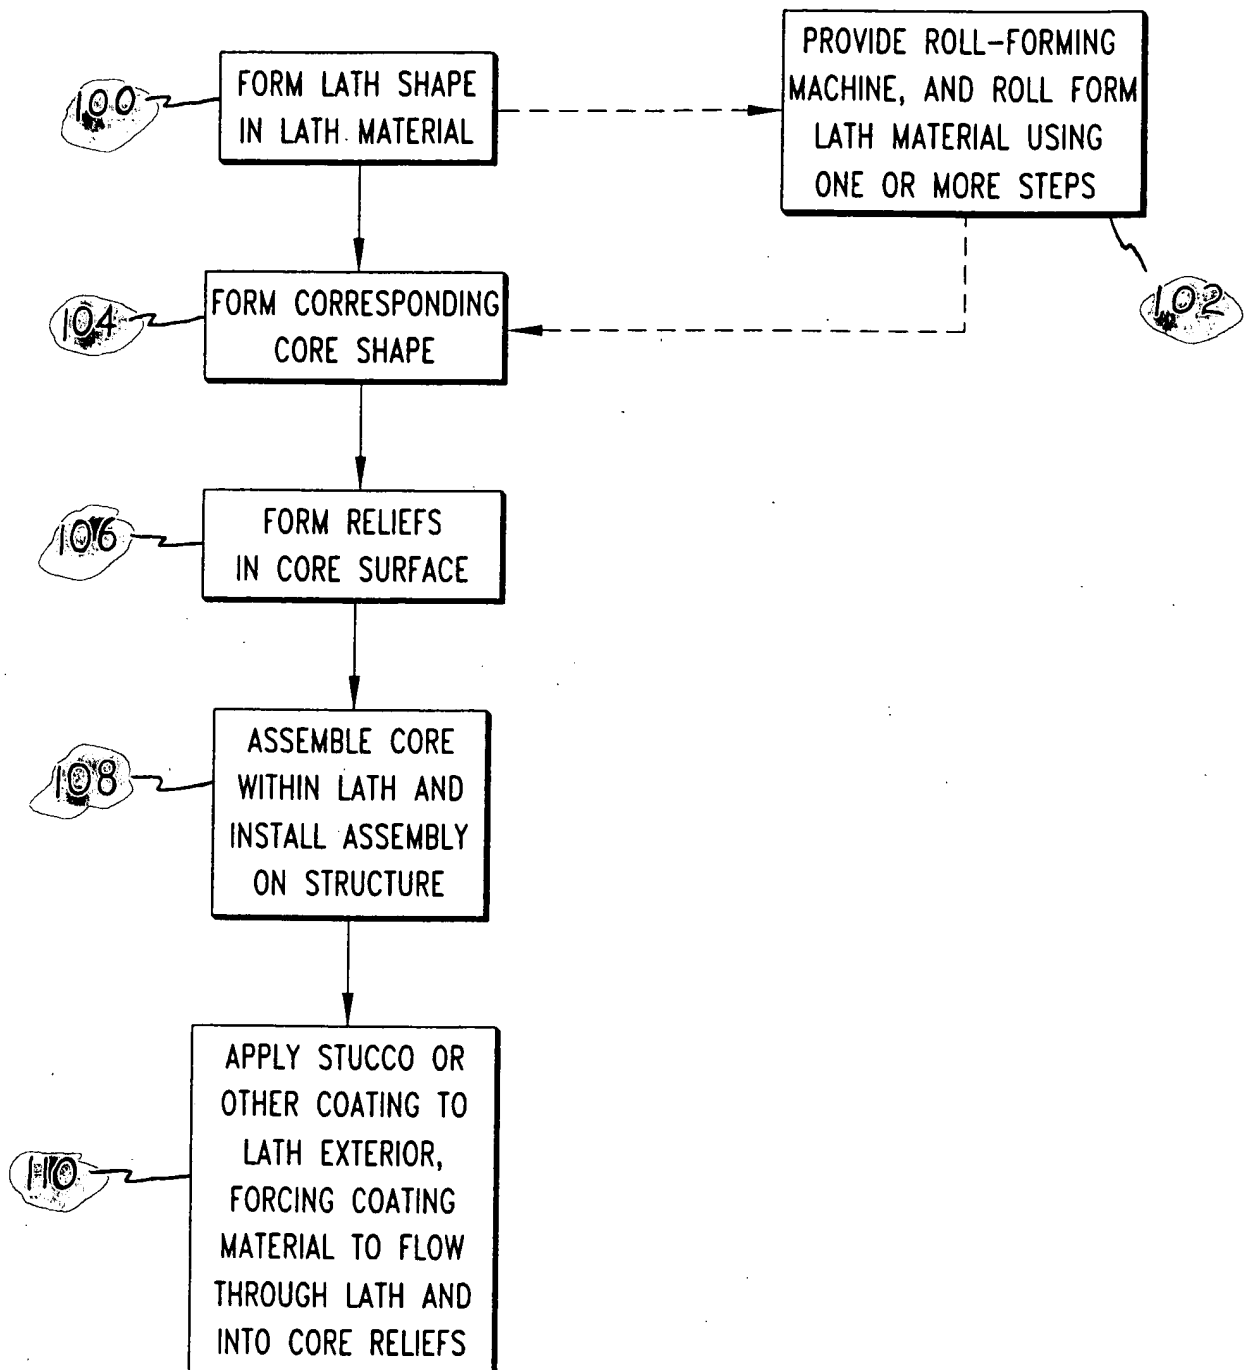 100
FORM LATH SHAPE
IN LATH MATERIAL
PROVIDE ROLL-FORMING
MACHINE, AND ROLL FORM
LATH MATERIAL USING
ONE OR MORE STEPS
102
104
FORM CORRESPONDING
CORE SHAPE
106
FORM RELIEFS
IN CORE SURFACE
108
ASSEMBLE CORE
WITHIN LATH AND
INSTALL ASSEMBLY
ON STRUCTURE
110
APPLY STUCCO OR
OTHER COATING TO
LATH EXTERIOR,
FORCING COATING
MATERIAL TO FLOW
THROUGH LATH AND
INTO CORE RELIEFS